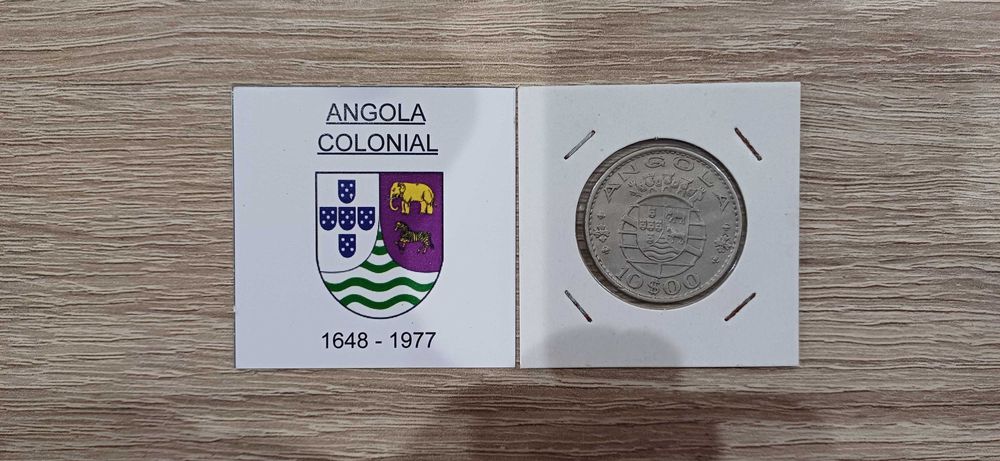 ANGOLA
COLONIAL
1648 - 1977
ANGOLA
10$00